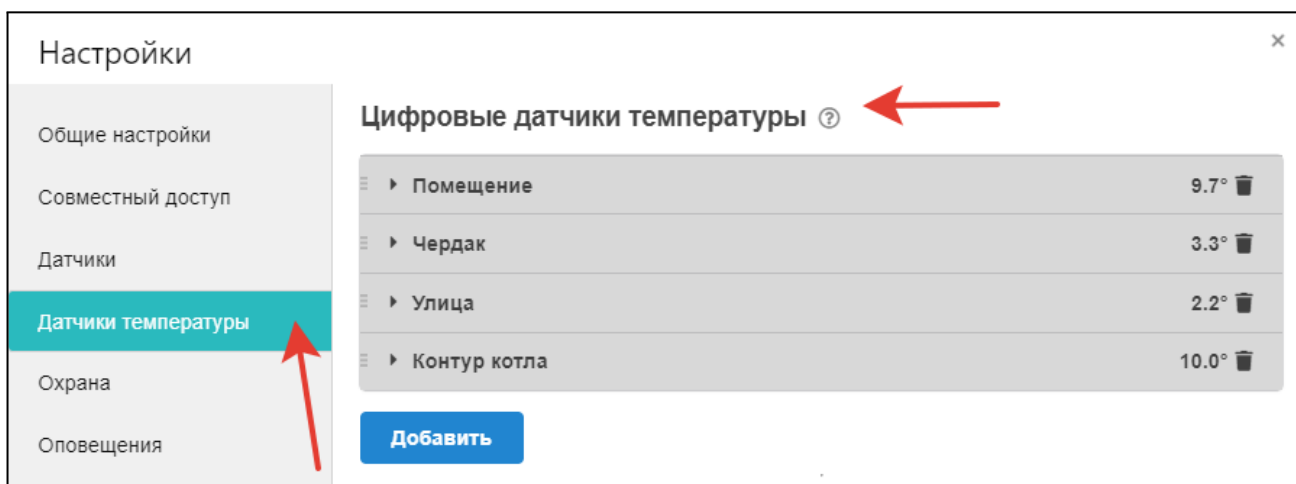 Настройки
×
Общие настройки
Совместный доступ
Датчики
Датчики температуры
Охрана
Оповещения
Цифровые датчики температуры ?
Помещение 9.7°
Чердак 3.3°
Улица 2.2°
Контур котла 10.0°
Добавить